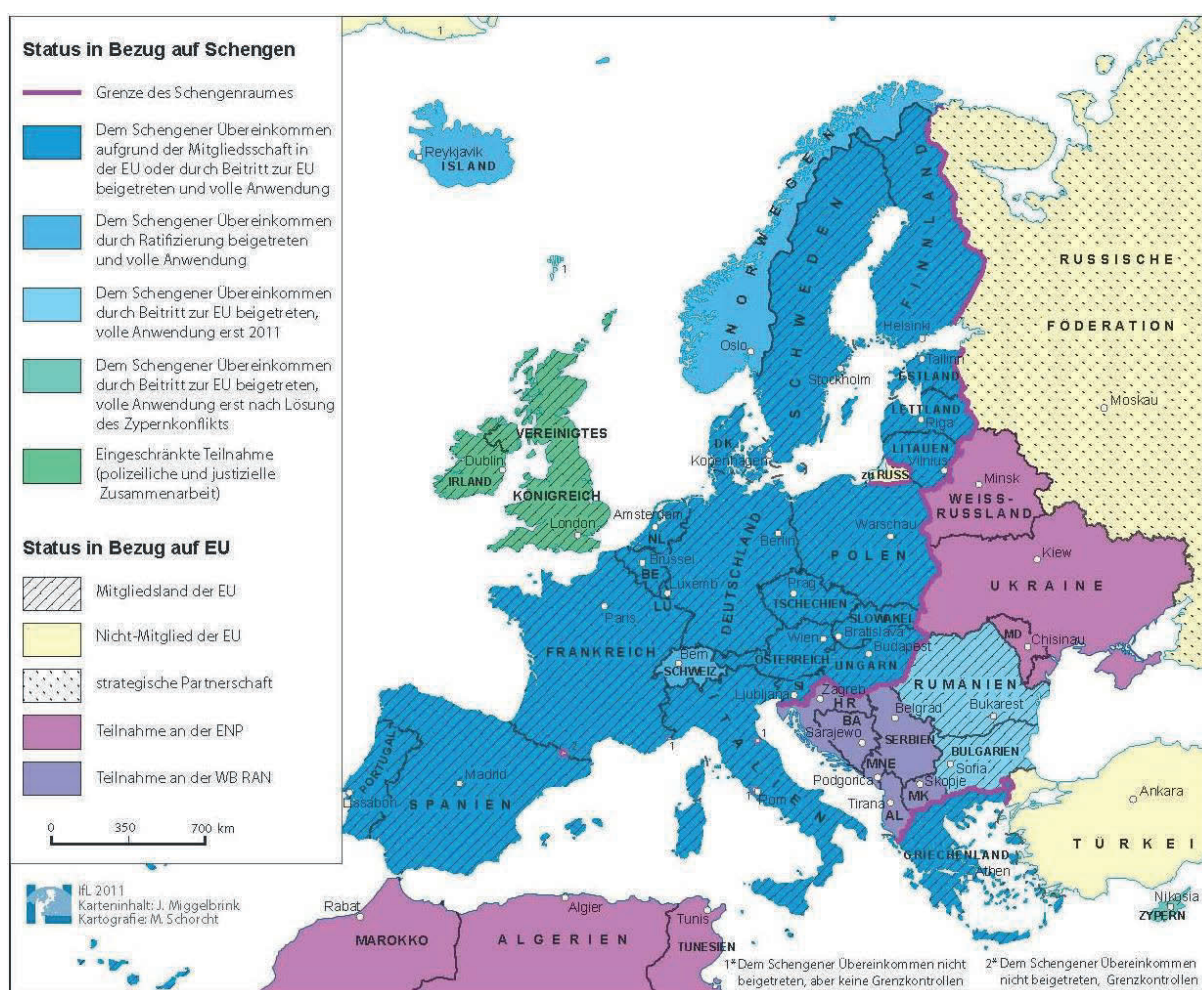 Status in Bezug auf Schengen
Grenze des Schengenraumes
Dem Schengener Übereinkommen
aufgrund der Mitgliedsschaft in
der EU oder durch Beitritt zur EU
beigetreten und volle Anwendung
Dem Schengener Übereinkommen
durch Ratifizierung beigetreten
und volle Anwendung
Dem Schengener Übereinkommen
durch Beitritt zur EU beigetreten,
volle Anwendung erst 2011
Dem Schengener Übereinkommen
durch Beitritt zur EU beigetreten,
volle Anwendung erst nach Lösung
des Zypernkonflikts
Eingeschränkte Teilnahme
(polizeiliche und justizielle
Zusammenarbeit)
Status in Bezug auf EU
Mitgliedsland der EU
Nicht-Mitglied der EU
strategische Partnerschaft
Teilnahme an der ENP
Teilnahme an der WB RAN
0 350 700 km
IfL 2011
Karteninhalt: J. Miggelbrink
Kartografie: M. Schorcht
1
Reykjavik
ISLAND
1
NORWEGEN
Oslo
SCHWEDEN
Stockholm
FINNLAND
Helsinki
RUSSISCHE
FÖDERATION
Moskau
Tallinn
ESTLAND
LETTLAND
Riga
LITAUEN
Vilnius
zu RUSS
DK
Kopenhagen
VEREINIGTES
KÖNIGREICH
London
Dublin
IRLAND
Amsterdam
NL
Brüssel
BE
Luxemb
LU
DEUTSCHLAND
Berlin
Warschau
POLEN
Minsk
WEISS-
RUSSLAND
Kiew
UKRAINE
MD
Chisinau
Prag
TSCHECHIEN
SLOWAKEI
Wien
Bratislava
Budapest
ÖSTERREICH
UNGARN
Paris
FRANKREICH
Bern
SCHWEIZ
Ljubljana
Zagreb
HR
BA
Sarajewo
Belgrad
SERBIEN
MNE
Podgorica
Skopje
MK
Tirana
AL
RUMÄNIEN
Bukarest
BULGARIEN
Sofia
ITALIEN
Rom
1
1
1
2
PORTUGAL
Lissabon
Madrid
SPANIEN
GRIECHENLAND
Athen
Ankara
TÜRKEI
Nikosia
ZYPERN
Rabat
MAROKKO
Algier
ALGERIEN
Tunis
TUNESIEN
1* Dem Schengener Übereinkommen nicht
beigetreten, aber keine Grenzkontrollen
2* Dem Schengener Übereinkommen
nicht beigetreten, Grenzkontrollen